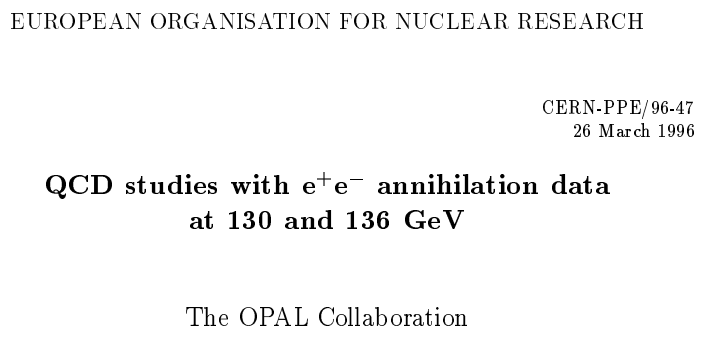 EUROPEAN ORGANISATION FOR NUCLEAR RESEARCH
CERN-PPE/96-47
26 March 1996
QCD studies with e⁺e⁻ annihilation data
at 130 and 136 GeV
The OPAL Collaboration